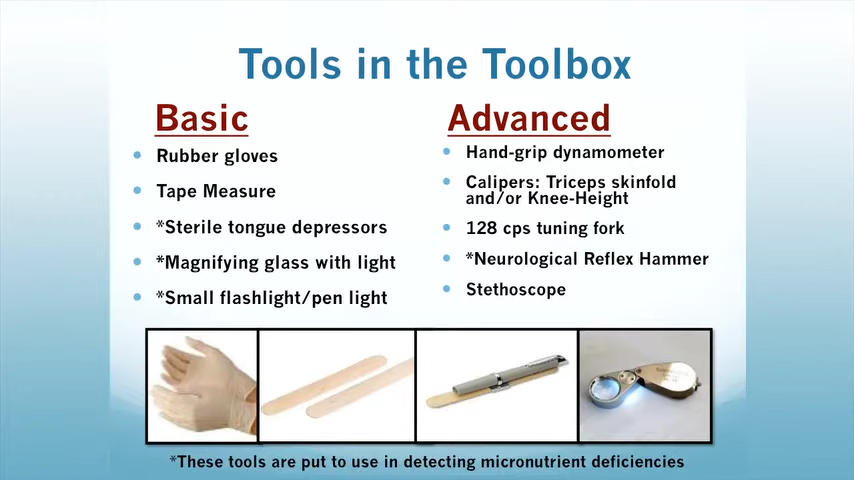 Tools in the Toolbox
Basic
Rubber gloves
Tape Measure
*Sterile tongue depressors
*Magnifying glass with light
*Small flashlight/pen light
Advanced
Hand-grip dynamometer
Calipers: Triceps skinfold
and/or Knee-Height
128 cps tuning fork
*Neurological Reflex Hammer
Stethoscope
*These tools are put to use in detecting micronutrient deficiencies